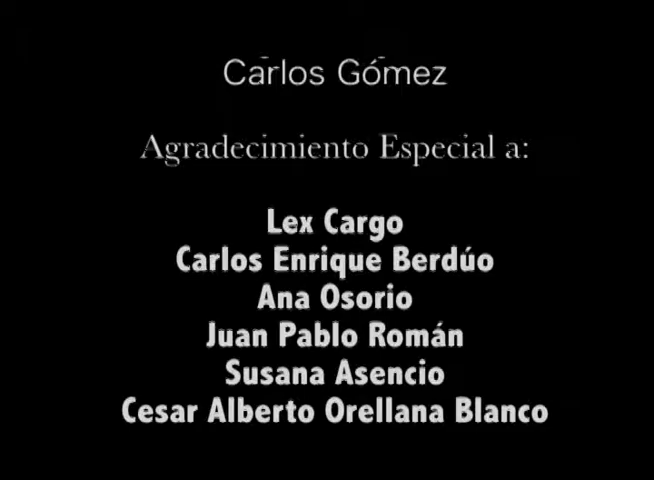 Carlos Gómez
Agradecimiento Especial a:
Lex Cargo
Carlos Enrique Berdúo
Ana Osorio
Juan Pablo Román
Susana Asencio
Cesar Alberto Orellana Blanco